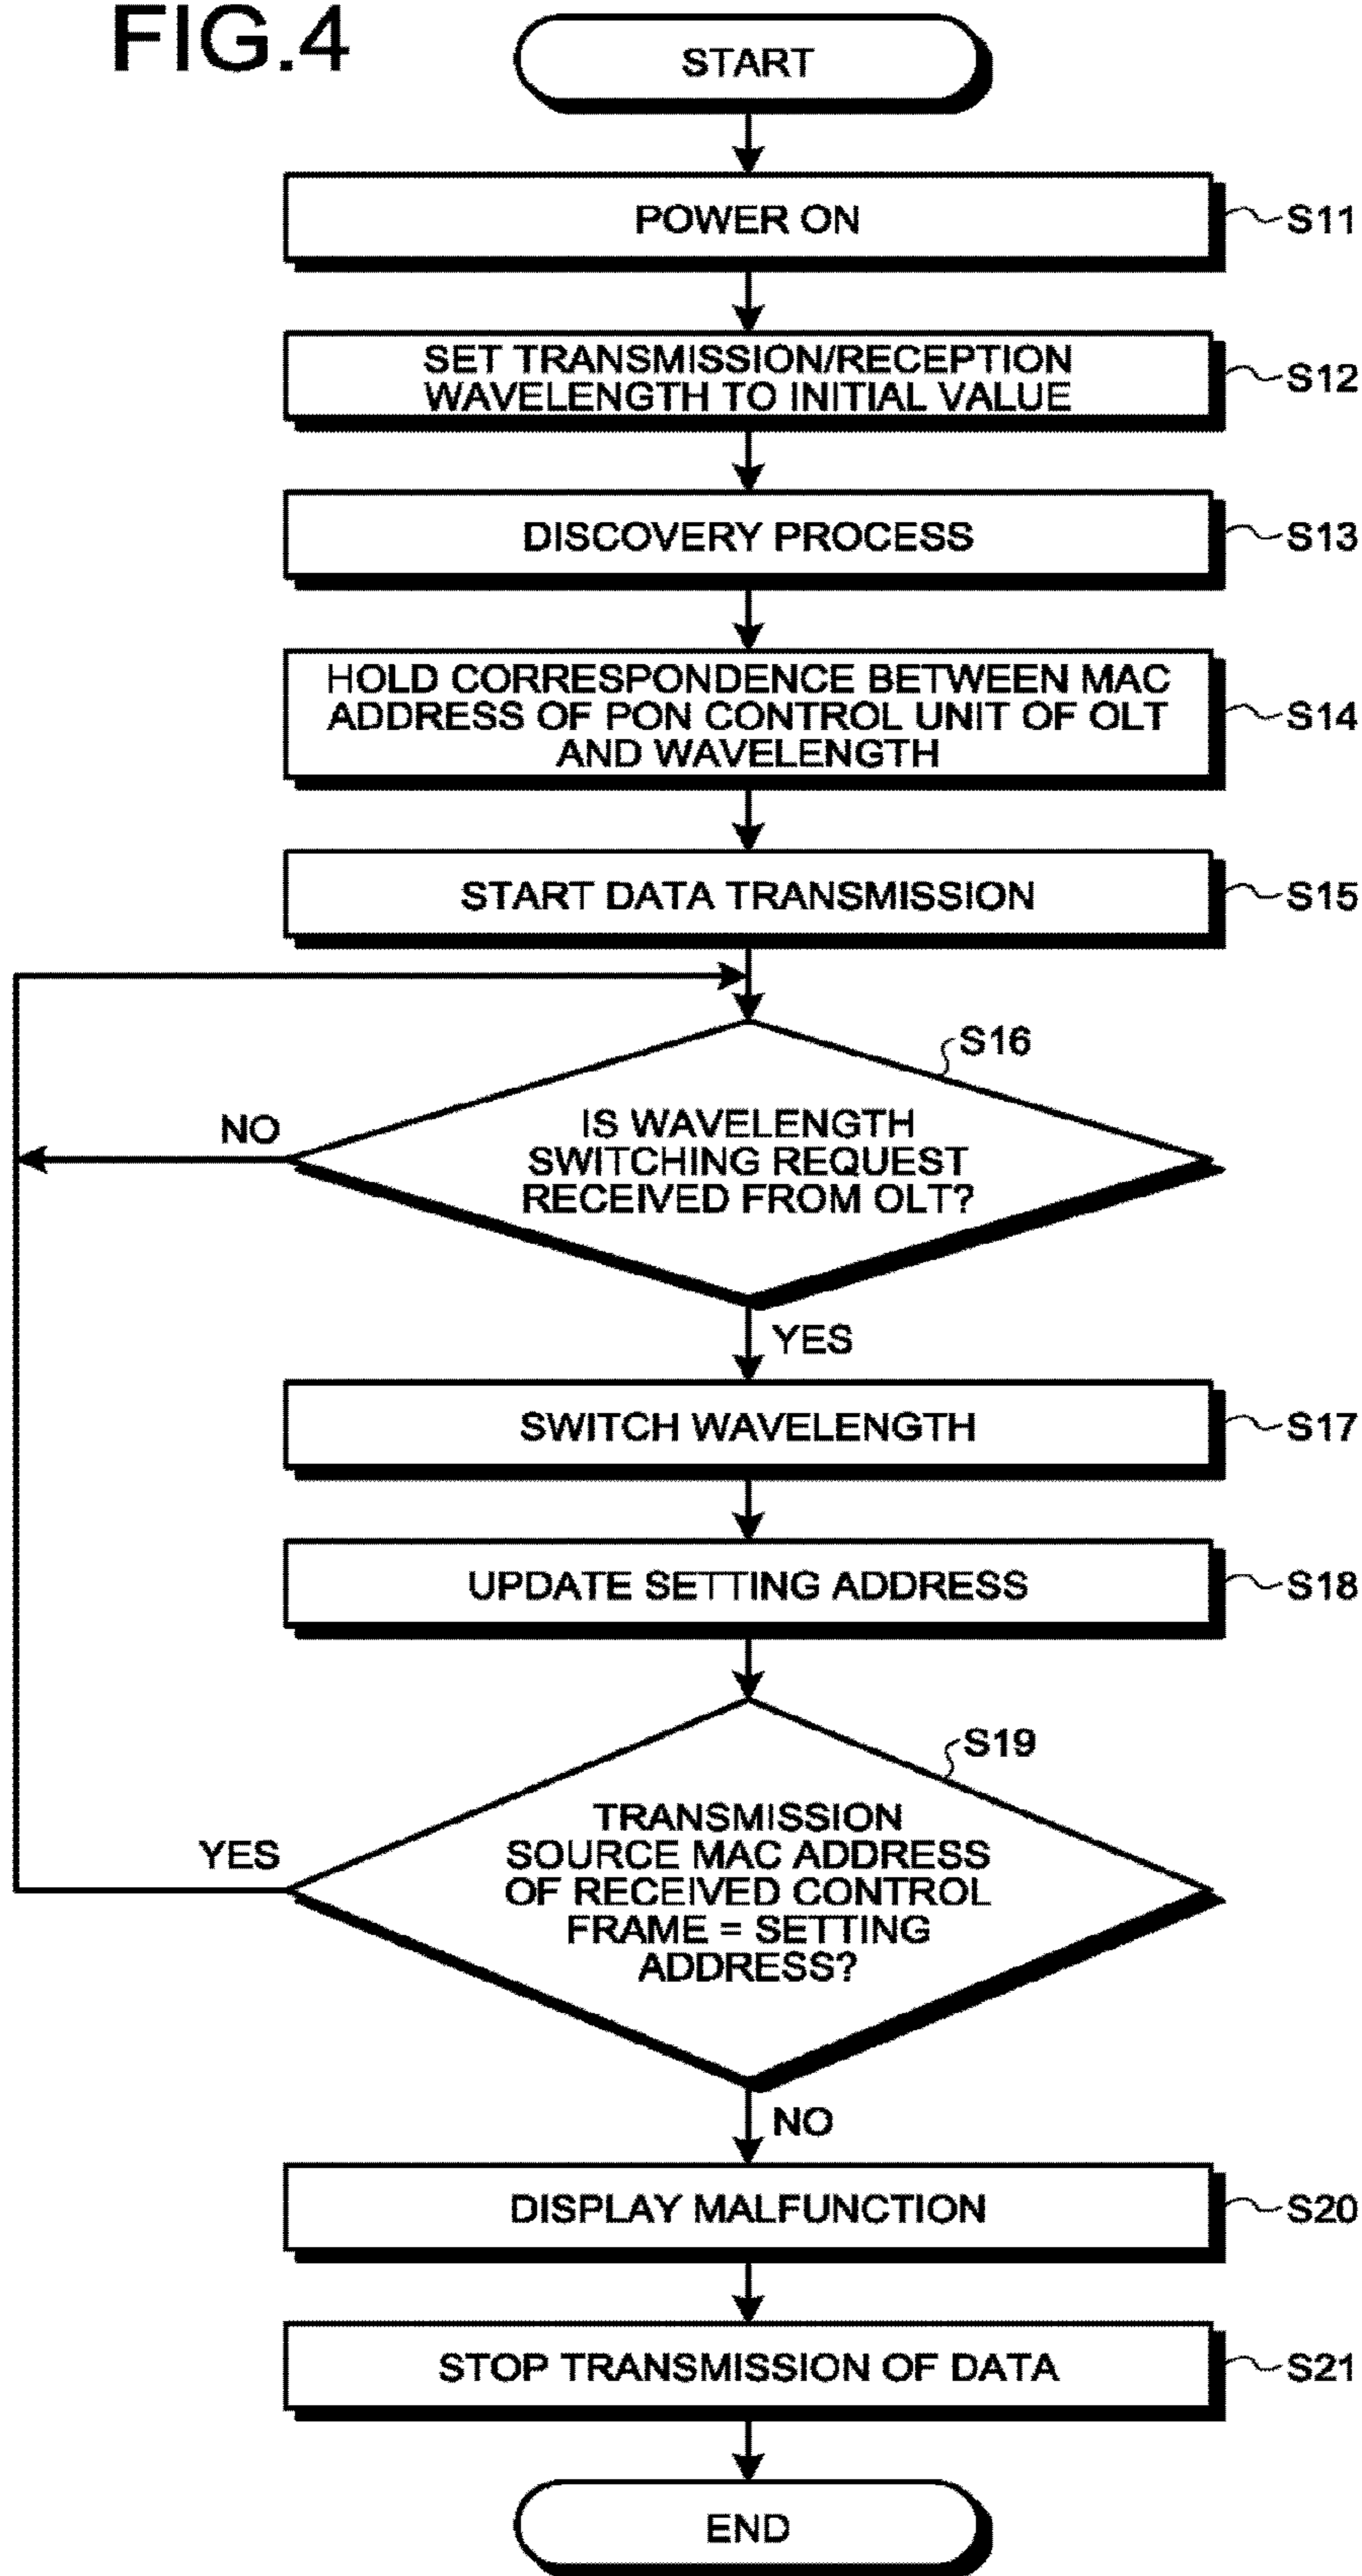 FIG.4
START
POWER ON
S11
SET TRANSMISSION/RECEPTION
WAVELENGTH TO INITIAL VALUE
S12
DISCOVERY PROCESS
S13
HOLD CORRESPONDENCE BETWEEN MAC
ADDRESS OF PON CONTROL UNIT OF OLT
AND WAVELENGTH
S14
START DATA TRANSMISSION
S15
S16
IS WAVELENGTH
SWITCHING REQUEST
RECEIVED FROM OLT?
NO
YES
SWITCH WAVELENGTH
S17
UPDATE SETTING ADDRESS
S18
S19
TRANSMISSION
SOURCE MAC ADDRESS
OF RECEIVED CONTROL
FRAME = SETTING
ADDRESS?
YES
NO
DISPLAY MALFUNCTION
S20
STOP TRANSMISSION OF DATA
S21
END